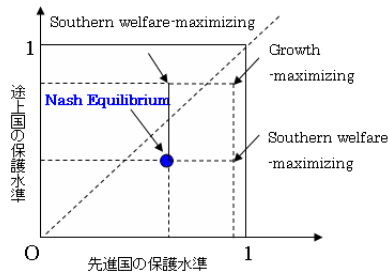 Southern welfare-maximizing
1
Growth
-maximizing
Nash Equilibrium
途上国の保護水準
Southern welfare
-maximizing
O
先進国の保護水準
1